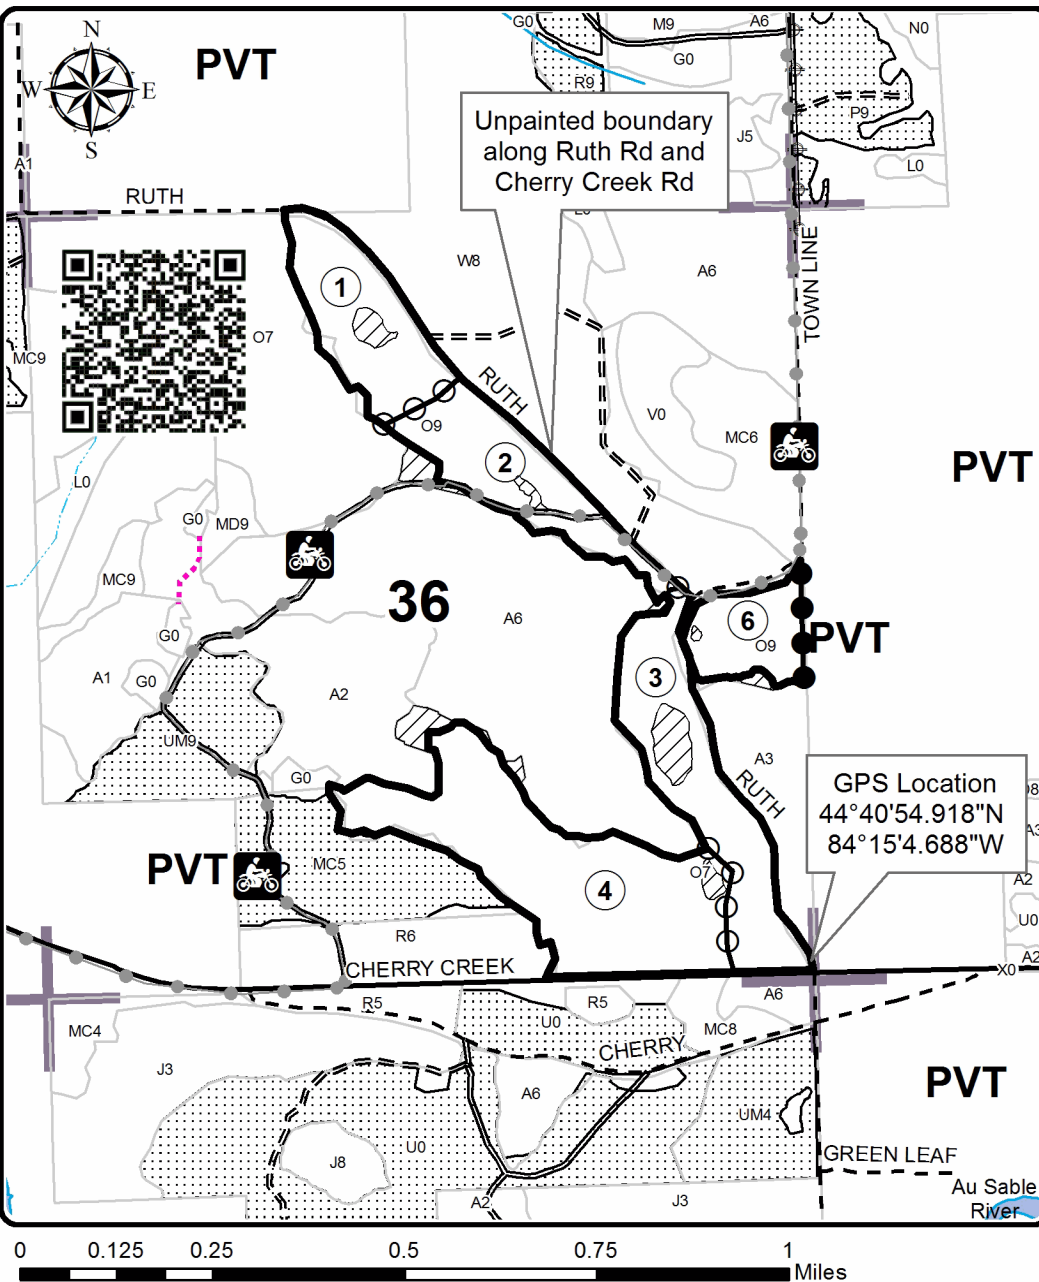 G0
M9
A6
N0
N
PVT
G0
R9
W
E
P9
Unpainted boundary
along Ruth Rd and
Cherry Creek Rd
J5
S
A1
L0
RUTH
TOWN LINE
W8
A6
1
O7
MC9
RUTH
V0
O9
MC6
2
PVT
L0
G0
MD9
MC9
36
A6
6
PVT
G0
O9
A1
G0
A2
3
UM9
G0
A3
RUTH
GPS Location
44°40'54.918"N
84°15'4.688"W
PVT
MC5
O7
A2
4
U0
R6
A2
CHERRY CREEK
X0
A6
R5
R5
U0
MC4
MC8
CHERRY
J3
A6
UM4
PVT
U0
J8
GREEN LEAF
A2
J3
Au Sable
River
0
0.125
0.25
0.5
0.75
1
Miles